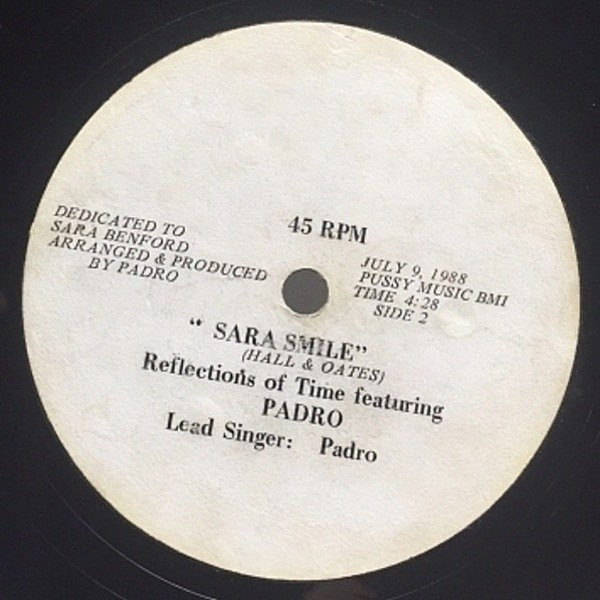 45 RPM
DEDICATED TO
SARA BENFORD
ARRANGED & PRODUCED
BY PADRO
JULY 9, 1988
PUSSY MUSIC BMI
TIME 4:28
SIDE 2
“ SARA SMILE”
(HALL & OATES)
Reflections of Time featuring
PADRO
Lead Singer: Padro